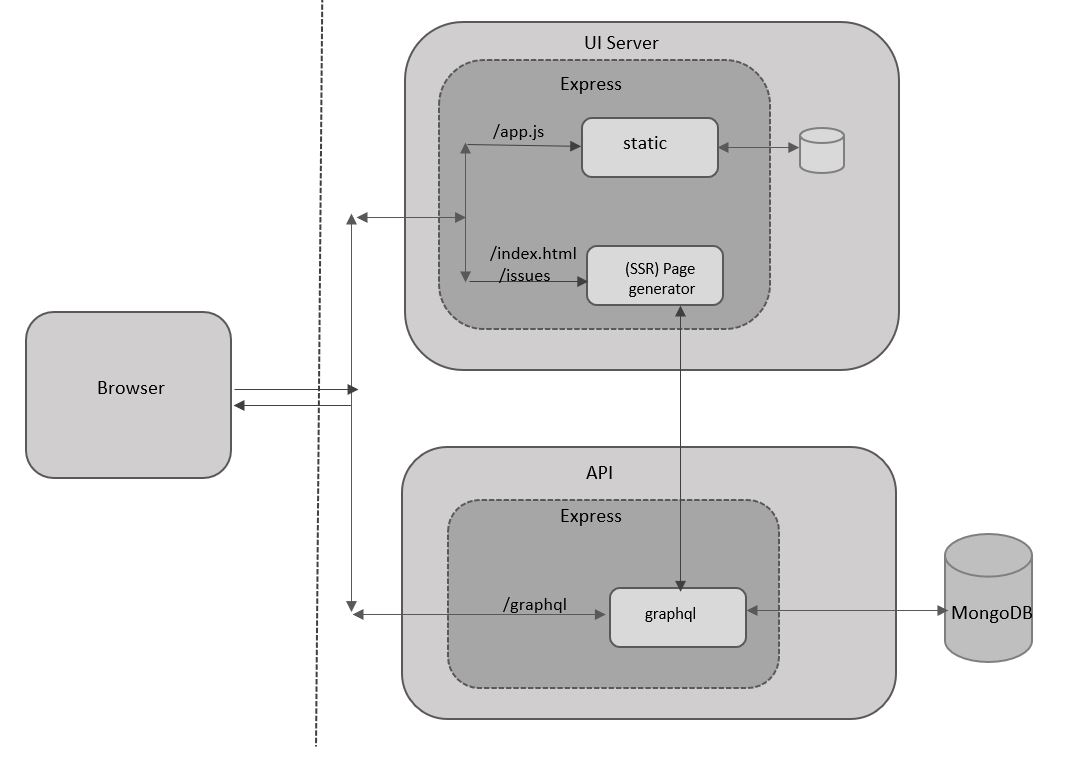 UI Server
Express
/app.js
static
/index.html
/issues
(SSR) Page
generator
Browser
API
Express
/graphql
graphql
MongoDB